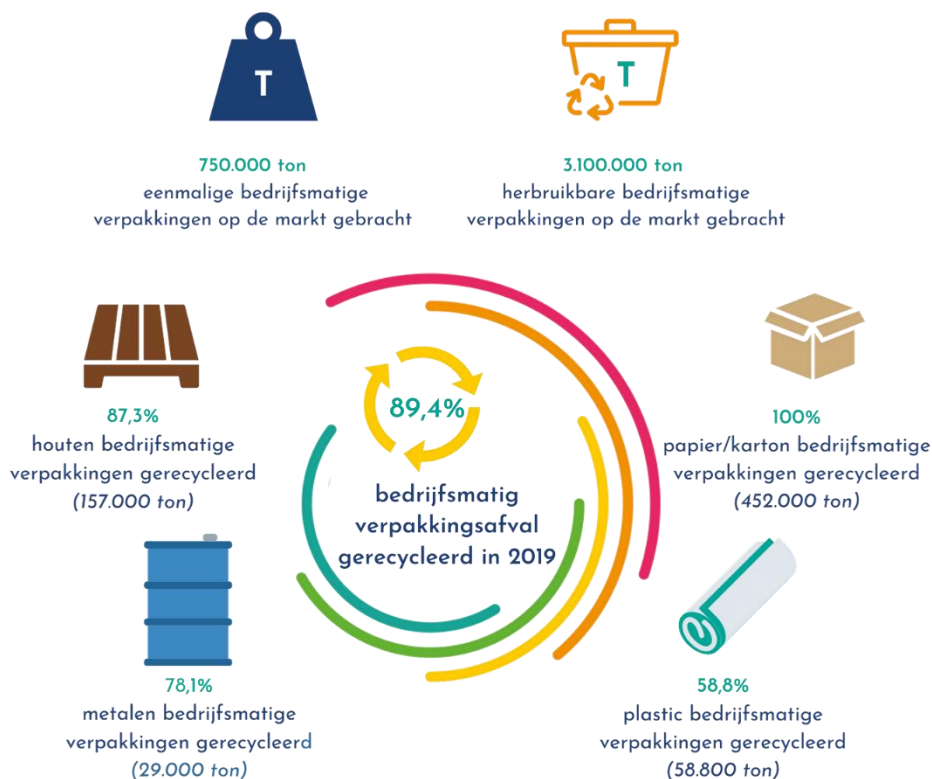 T
750.000 ton
eenmalige bedrijfsmatige
verpakkingen op de markt gebracht
T
3.100.000 ton
herbruikbare bedrijfsmatige
verpakkingen op de markt gebracht
87,3%
houten bedrijfsmatige
verpakkingen gerecycleerd
(157.000 ton)
89,4%
bedrijfsmatig
verpakkingsafval
gerecycleerd in 2019
100%
papier/karton bedrijfsmatige
verpakkingen gerecycleerd
(452.000 ton)
78,1%
metalen bedrijfsmatige
verpakkingen gerecycleerd
(29.000 ton)
58,8%
plastic bedrijfsmatige
verpakkingen gerecycleerd
(58.800 ton)